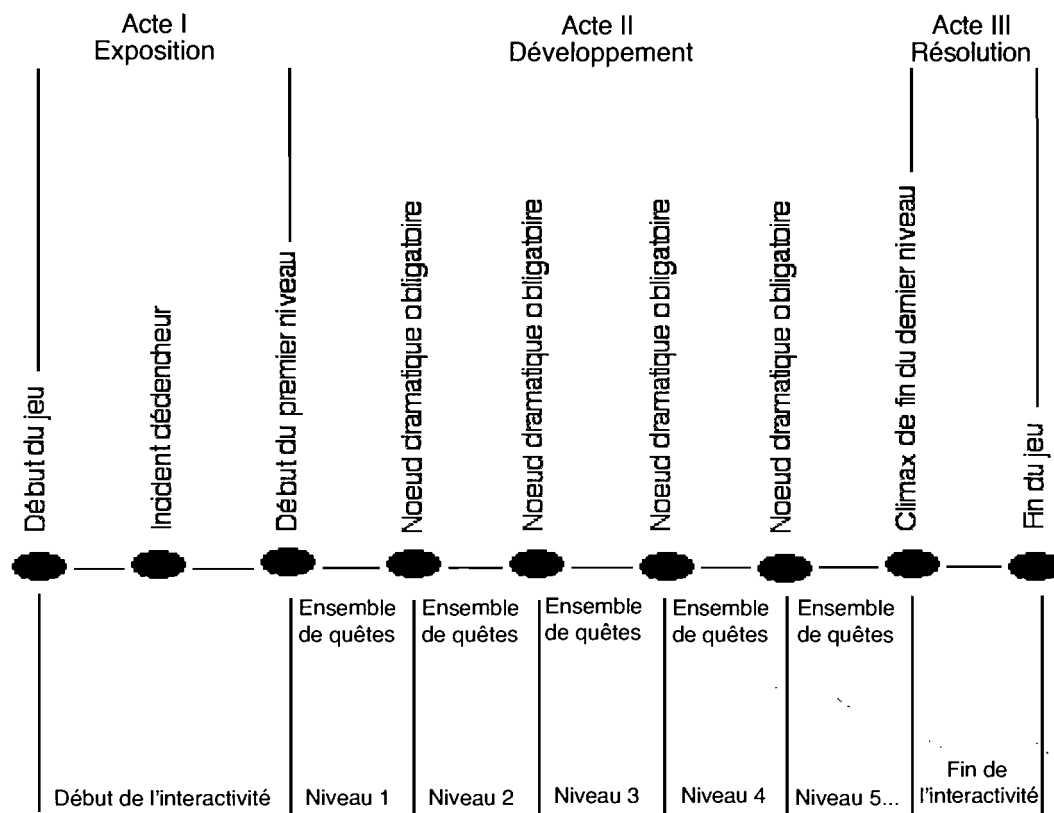 Acte I
Exposition
Acte II
Développement
Acte III
Résolution
Début du jeu
Incident dédencheur
Début du premier niveau
Noeud dramatique obligatoire
Noeud dramatique obligatoire
Noeud dramatique obligatoire
Noeud dramatique obligatoire
Climax de fin du dernier niveau
Fin du jeu
Ensemble
de quêtes
Ensemble
de quêtes
Ensemble
de quêtes
Ensemble
de quêtes
Ensemble
de quêtes
Début de l'interactivité
Niveau 1
Niveau 2
Niveau 3
Niveau 4
Niveau 5...
Fin de
l'interactivité